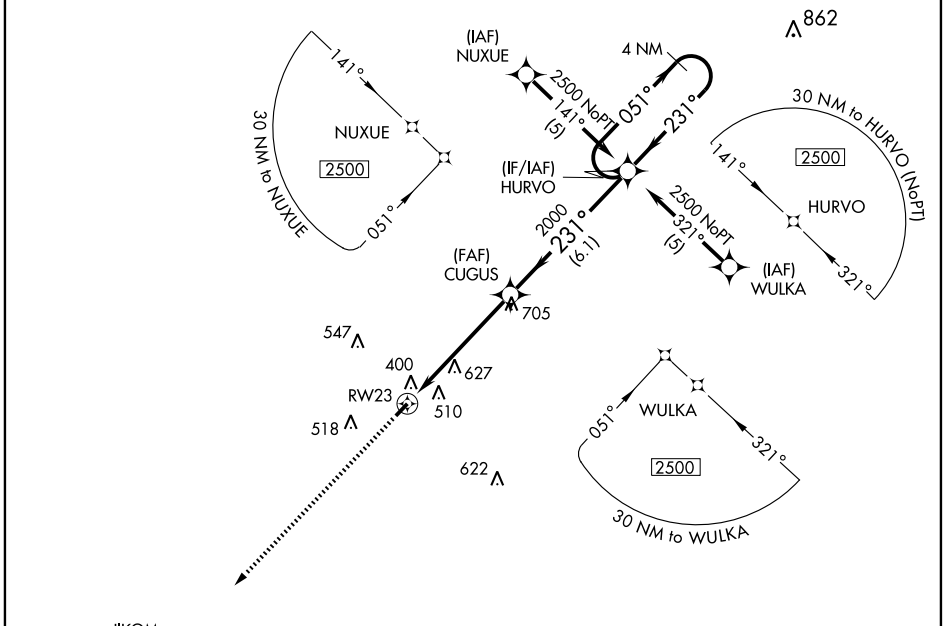 862
(IAF)
NUXUE
4 NM
2500 NoPT
141°
(5)
051°
231°
141°
NUXUE
2500
051°
30 NM to NUXUE
30 NM to HURVO (NoPT)
141°
2500
HURVO
321°
(IF/IAF)
HURVO
2500 NoPT
321°
(5)
(IAF)
WULKA
2000
231°
(6.1)
(FAF)
CUGUS
705
547
400
627
RW23
510
518
622
051°
WULKA
321°
2500
30 NM to WULKA